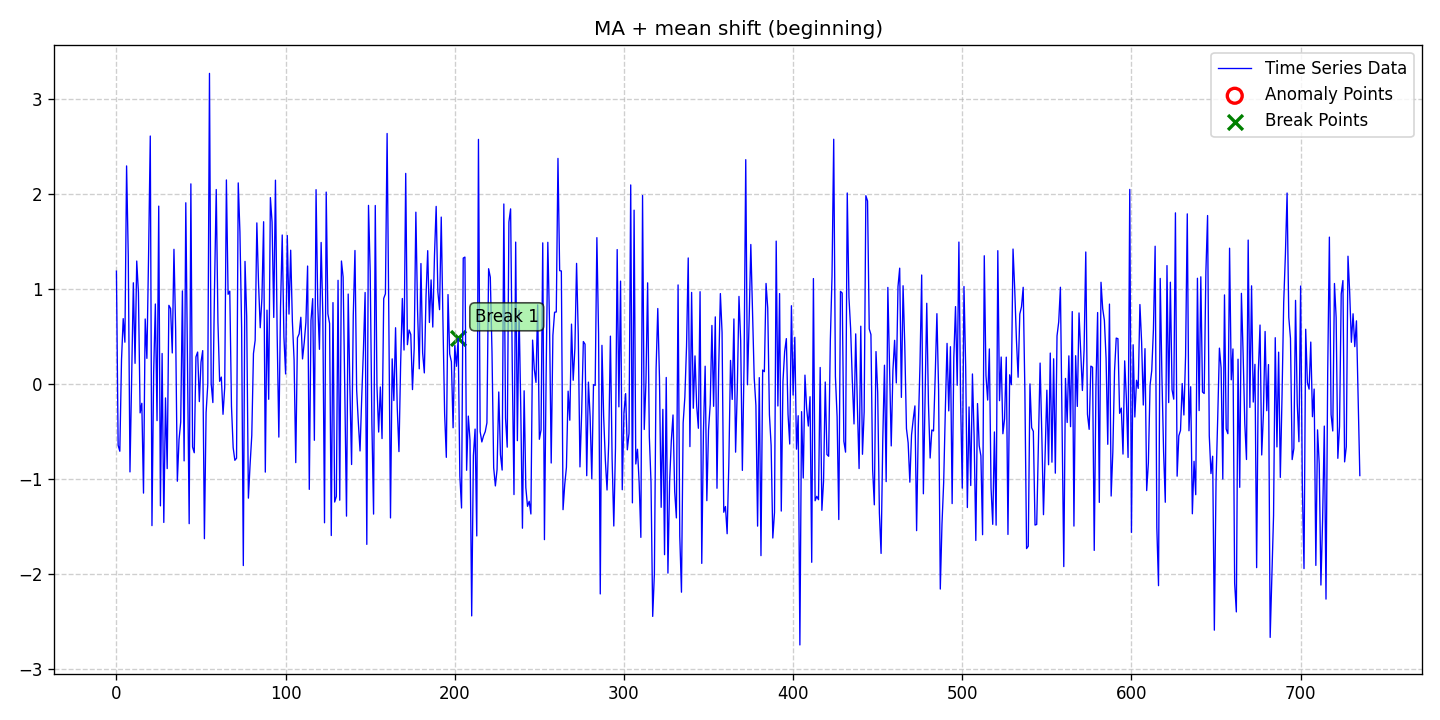 MA + mean shift (beginning)
Time Series Data
Anomaly Points
Break Points
Break 1
3
2
1
0
−1
−2
−3
0 100 200 300 400 500 600 700